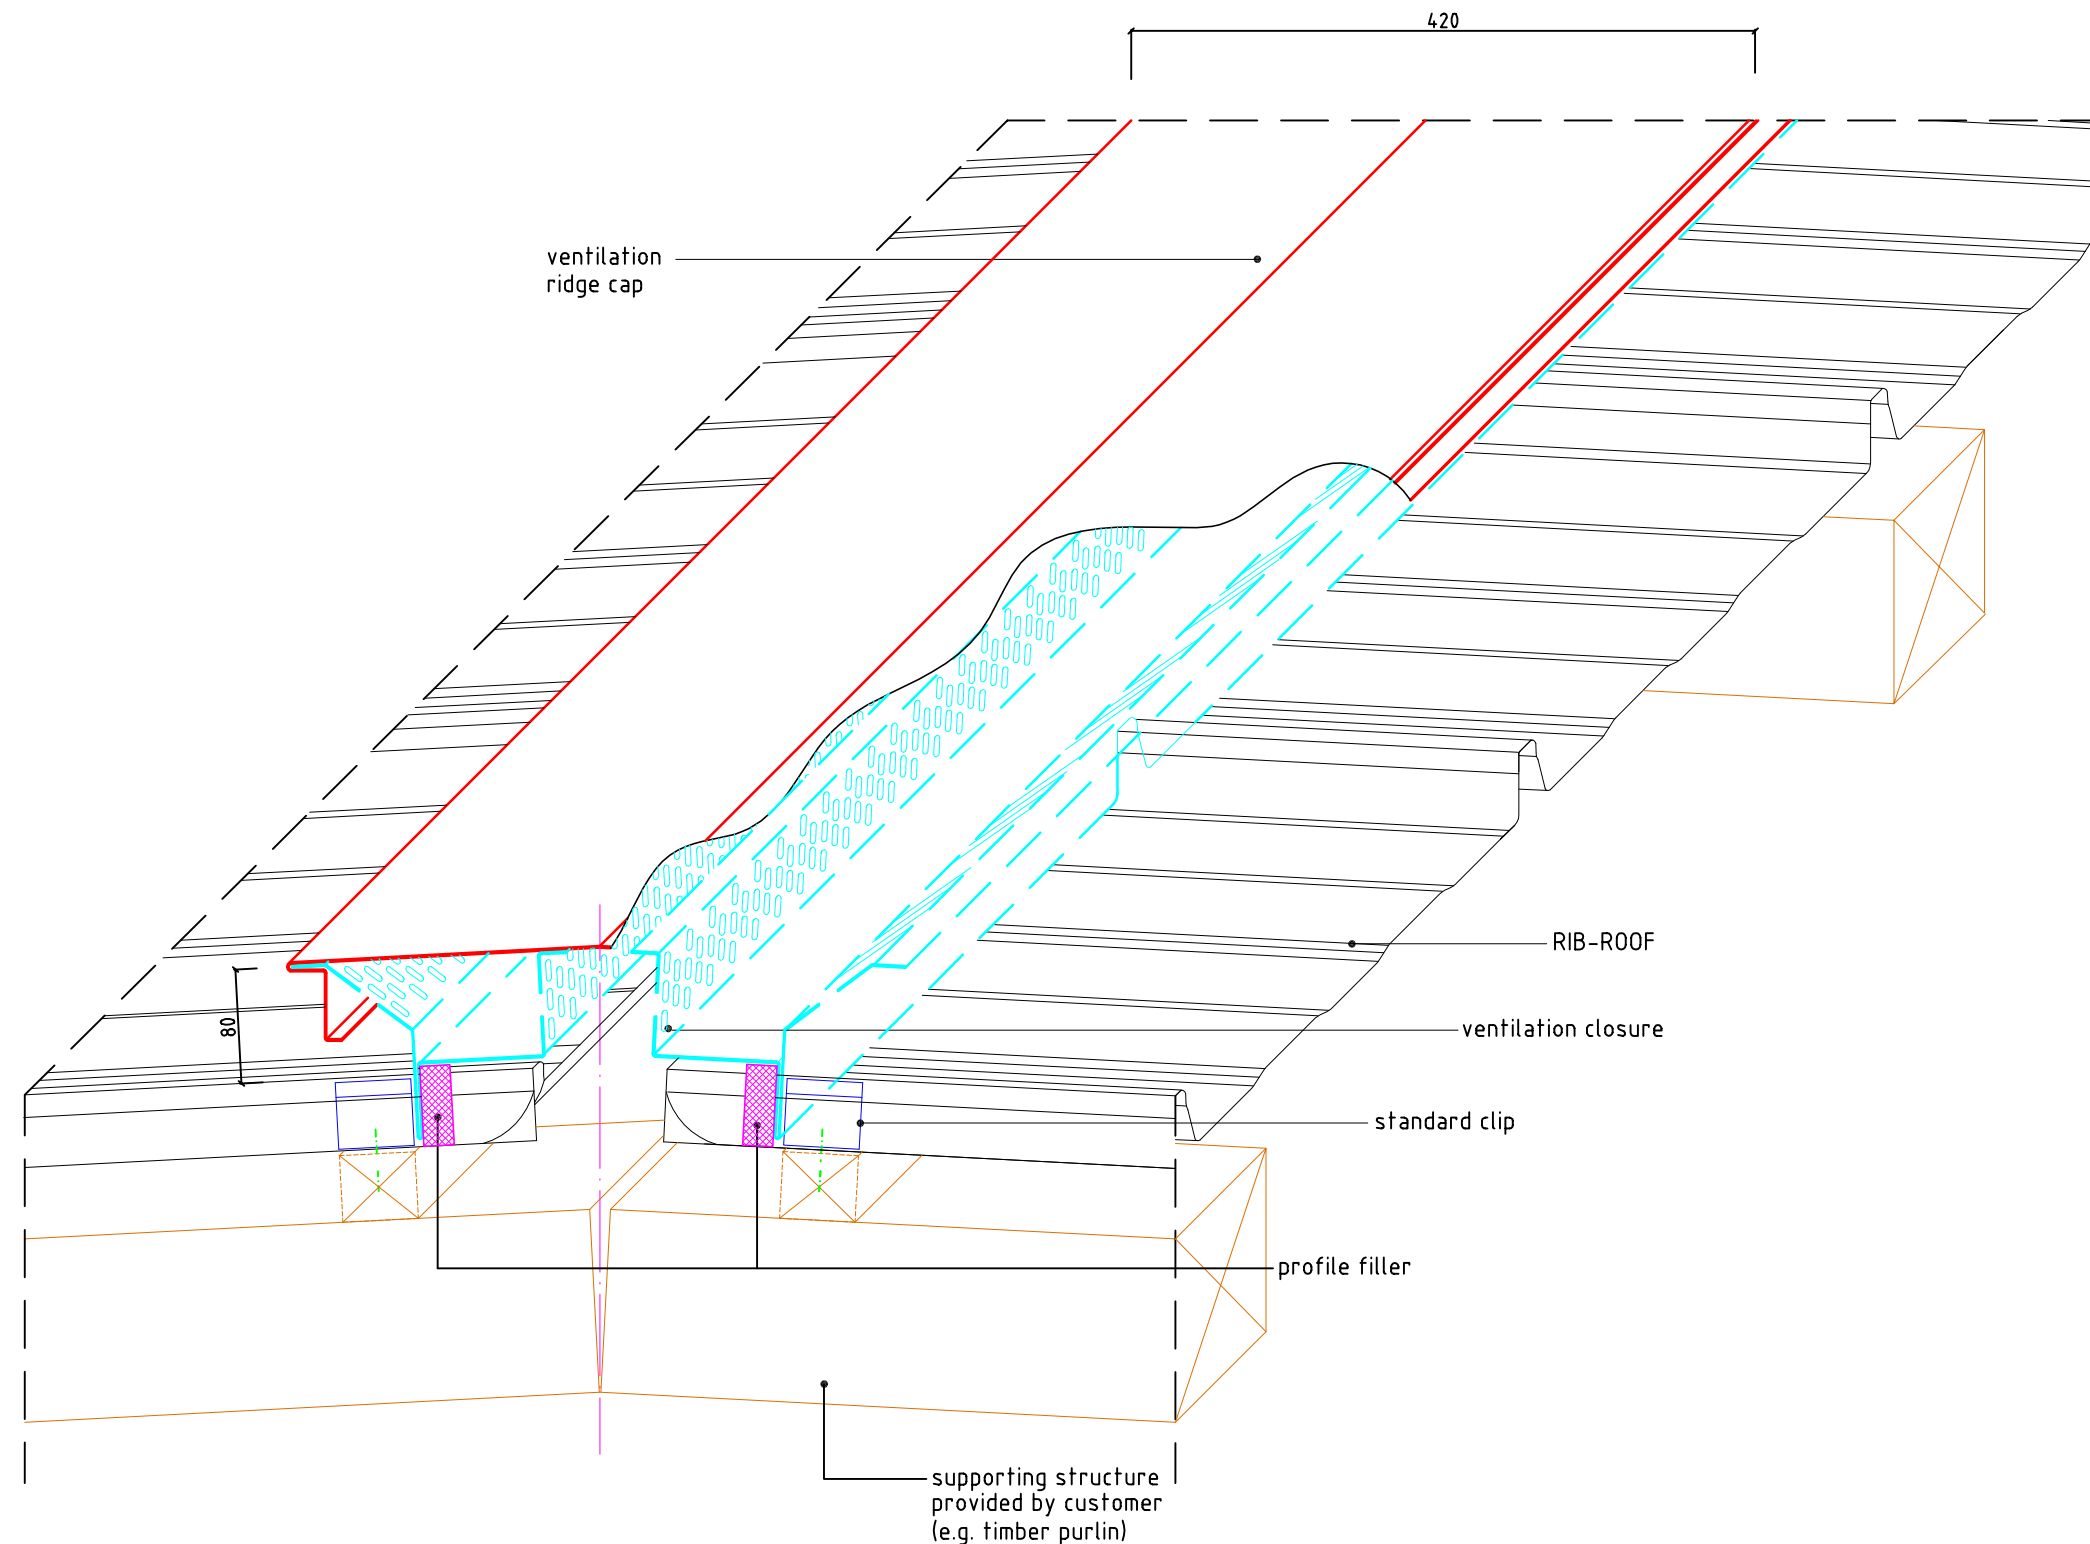 420
ventilation
ridge cap
RIB-ROOF
80
ventilation closure
standard clip
profile filler
supporting structure
provided by customer
(e.g. timber purlin)